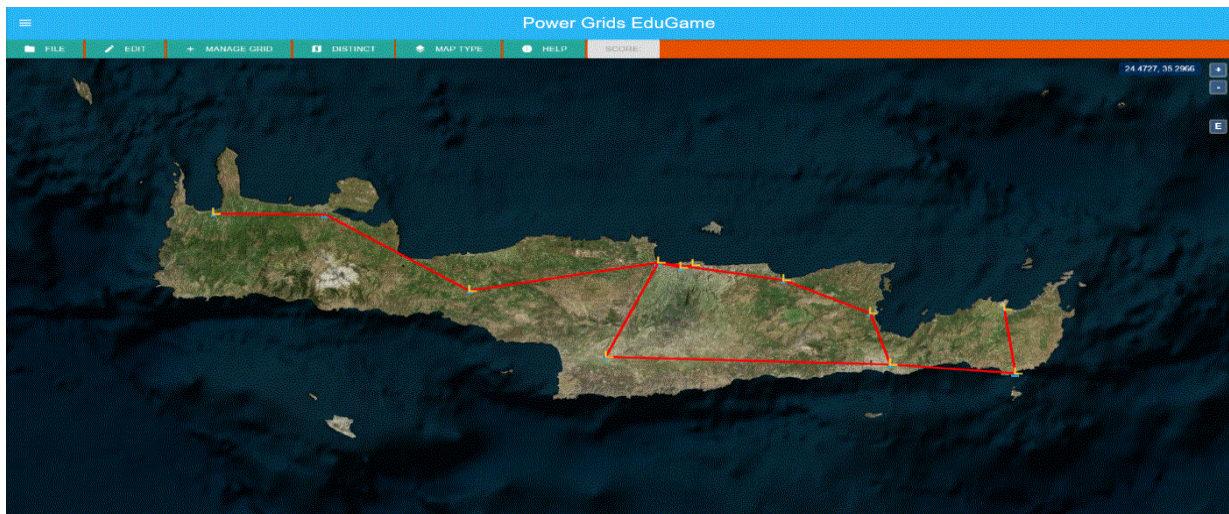 Power Grids EduGame
FILE EDIT + MANAGE GRID DISTINCT MAP TYPE HELP SCORE:
24.4727, 35.2966
+
-
E